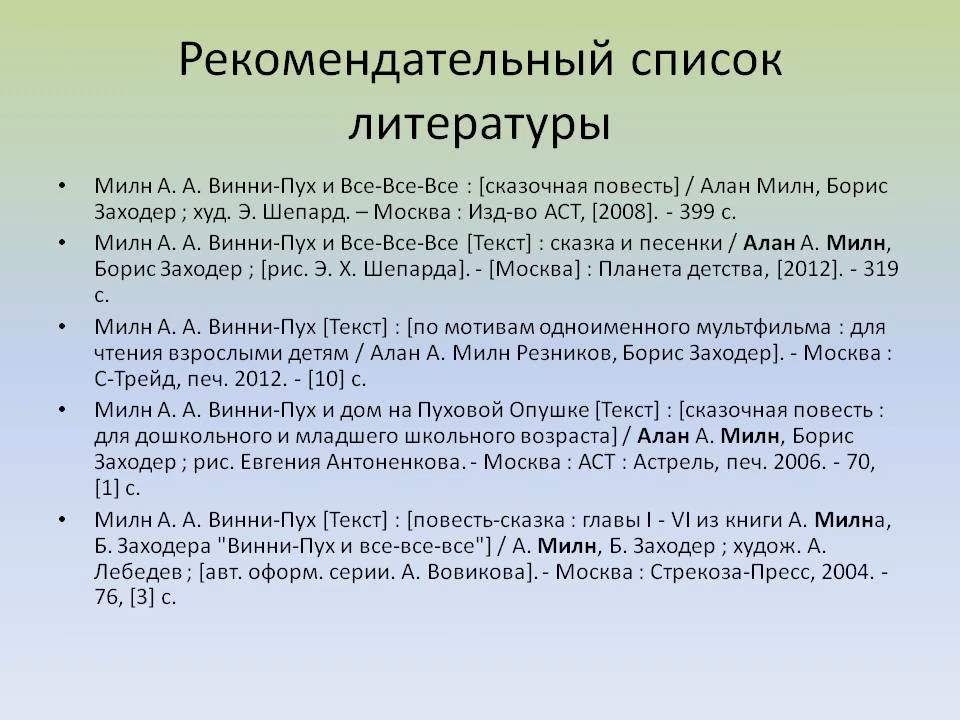 Рекомендательный список
литературы
• Милн А. А. Винни-Пух и Все-Все-Все : [сказочная повесть] / Алан Милн, Борис
Заходер ; худ. Э. Шепард. – Москва : Изд-во АСТ, [2008]. - 399 с.
• Милн А. А. Винни-Пух и Все-Все-Все [Текст] : сказка и песенки / Алан А. Милн,
Борис Заходер ; [рис. Э. Х. Шепарда]. - [Москва] : Планета детства, [2012]. - 319
с.
• Милн А. А. Винни-Пух [Текст] : [по мотивам одноименного мультфильма : для
чтения взрослыми детям / Алан А. Милн Резников, Борис Заходер]. - Москва :
С-Трейд, печ. 2012. - [10] с.
• Милн А. А. Винни-Пух и дом на Пуховой Опушке [Текст] : [сказочная повесть :
для дошкольного и младшего школьного возраста] / Алан А. Милн, Борис
Заходер ; рис. Евгения Антоненкова. - Москва : АСТ : Астрель, печ. 2006. - 70,
[1] с.
• Милн А. А. Винни-Пух [Текст] : [повесть-сказка : главы I - VI из книги А. Милна,
Б. Заходера "Винни-Пух и все-все-все"] / А. Милн, Б. Заходер ; худож. А.
Лебедев ; [авт. оформ. серии. А. Вовикова]. - Москва : Стрекоза-Пресс, 2004. -
76, [3] с.